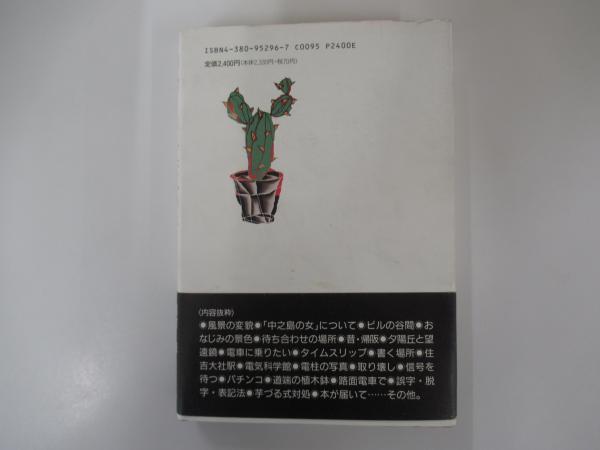 ISBN4-380-95296-7 C0095 P2400E
定価2,400円(本体2,330円・税70円)
〈内容抜粋〉
●風景の変貌●「中之島の女」について●ビルの谷間●お
なじみの景色●待ち合わせの場所●昔・帰阪●夕陽丘と望
遠鏡●電車に乗りたい●タイムスリップ●書く場所●住
吉大社駅●電気科学館●電柱の写真●取り壊し●信号を
待つ●パチンコ●道端の植木鉢●路面電車で●誤字・脱
字・表記法●芋づる式対処●本が届いて……その他。